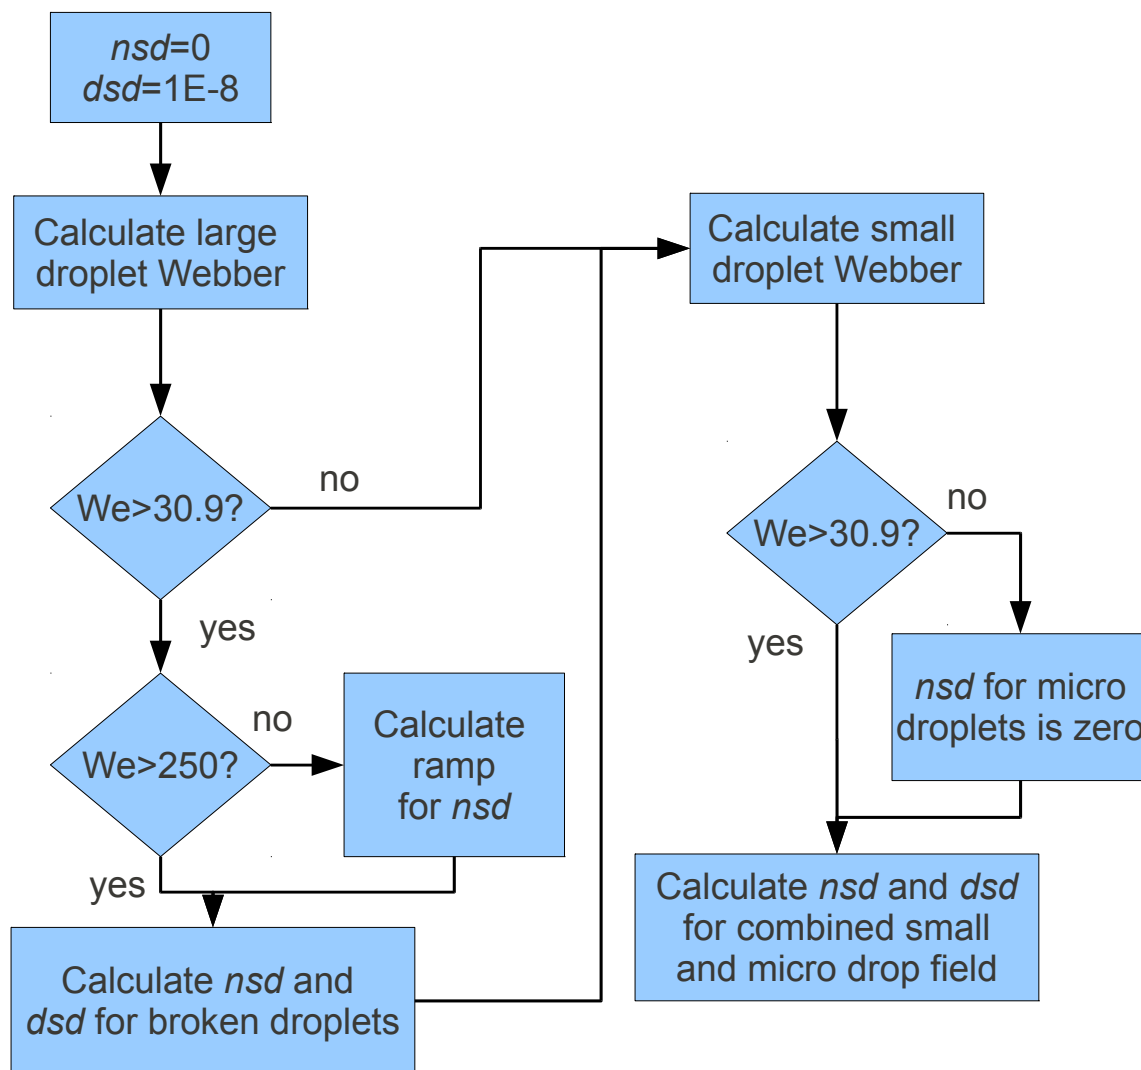 nsd=0
dsd=1E-8
Calculate large
droplet Webber
We>30.9?
no
yes
We>250?
no
Calculate
ramp
for nsd
yes
Calculate nsd and
dsd for broken droplets
Calculate small
droplet Webber
We>30.9?
no
yes
nsd for micro
droplets is zero
Calculate nsd and dsd
for combined small
and micro drop field